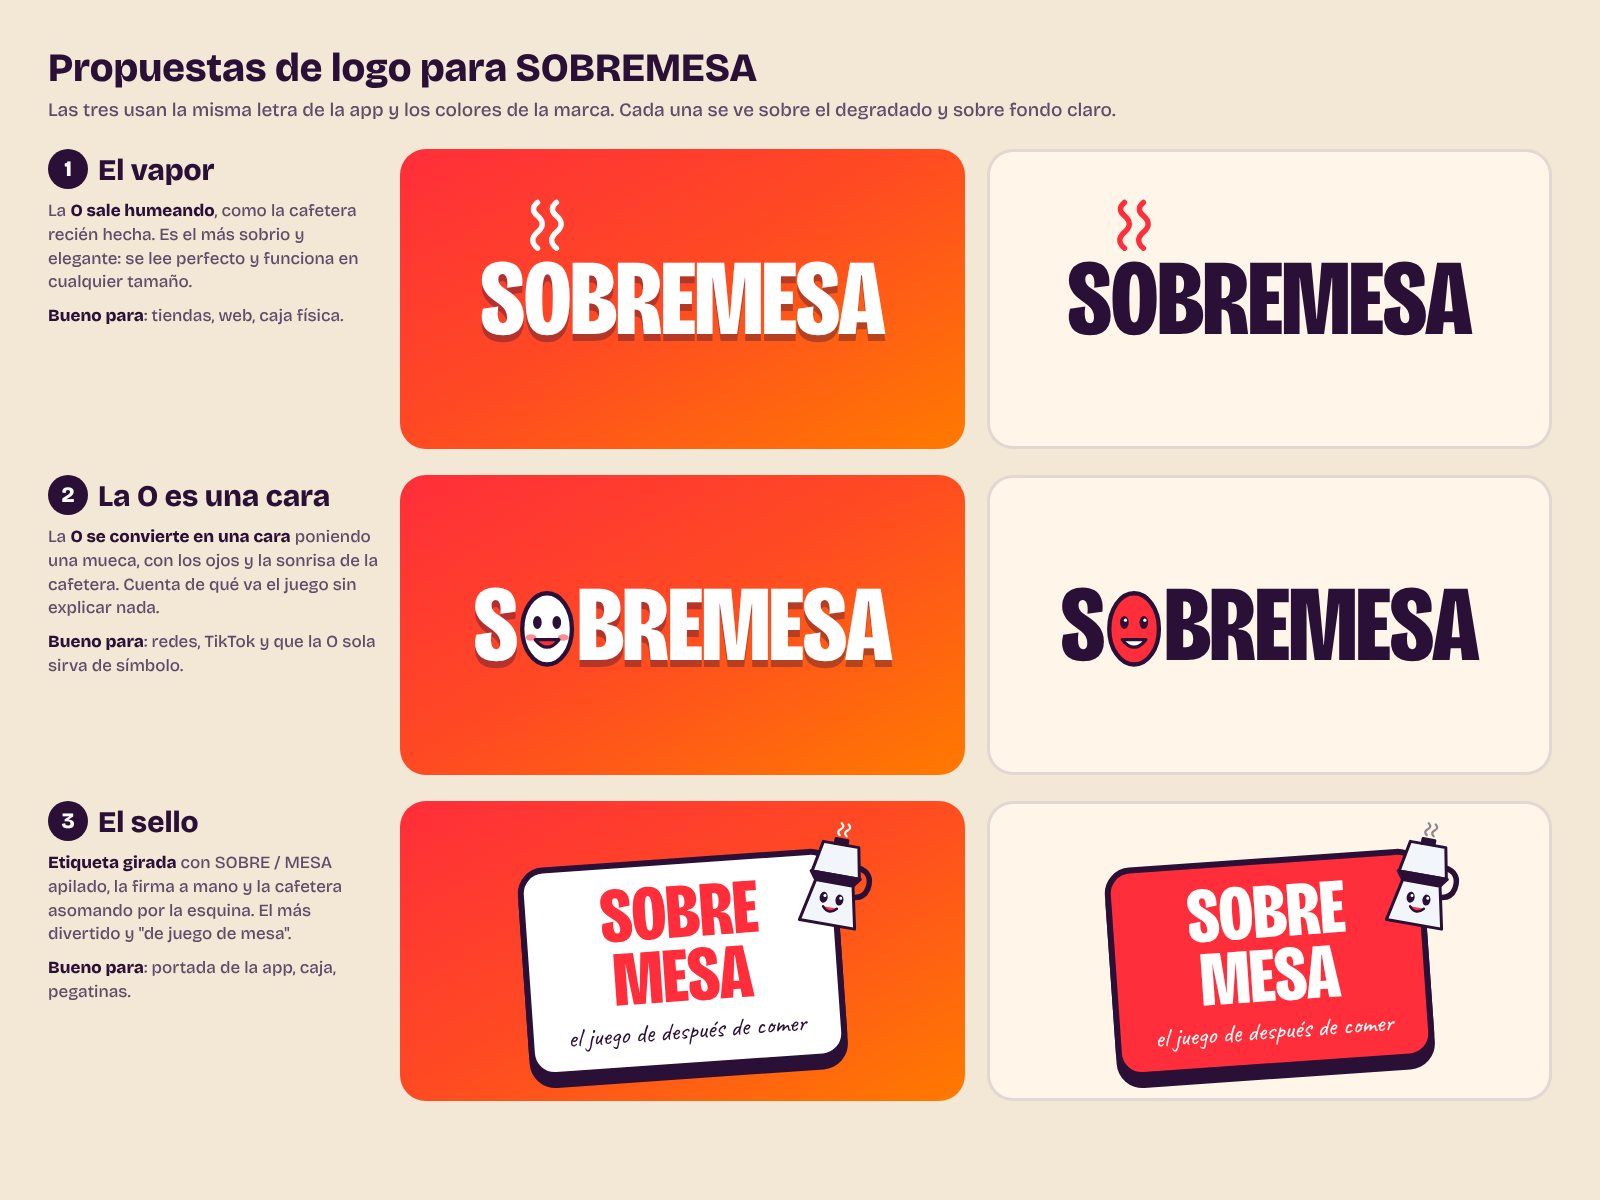 Propuestas de logo para SOBREMESA
Las tres usan la misma letra de la app y los colores de la marca. Cada una se ve sobre el degradado y sobre fondo claro.
1 El vapor
La O sale humeando, como la cafetera
recién hecha. Es el más sobrio y
elegante: se lee perfecto y funciona en
cualquier tamaño.
Bueno para: tiendas, web, caja física.
SOBREMESA
SOBREMESA
2 La O es una cara
La O se convierte en una cara poniendo
una mueca, con los ojos y la sonrisa de la
cafetera. Cuenta de qué va el juego sin
explicar nada.
Bueno para: redes, TikTok y que la O sola
sirva de símbolo.
SOBREMESA
SOBREMESA
3 El sello
Etiqueta girada con SOBRE / MESA
apilado, la firma a mano y la cafetera
asomando por la esquina. El más
divertido y "de juego de mesa".
Bueno para: portada de la app, caja,
pegatinas.
SOBRE
MESA
el juego de después de comer
SOBRE
MESA
el juego de después de comer